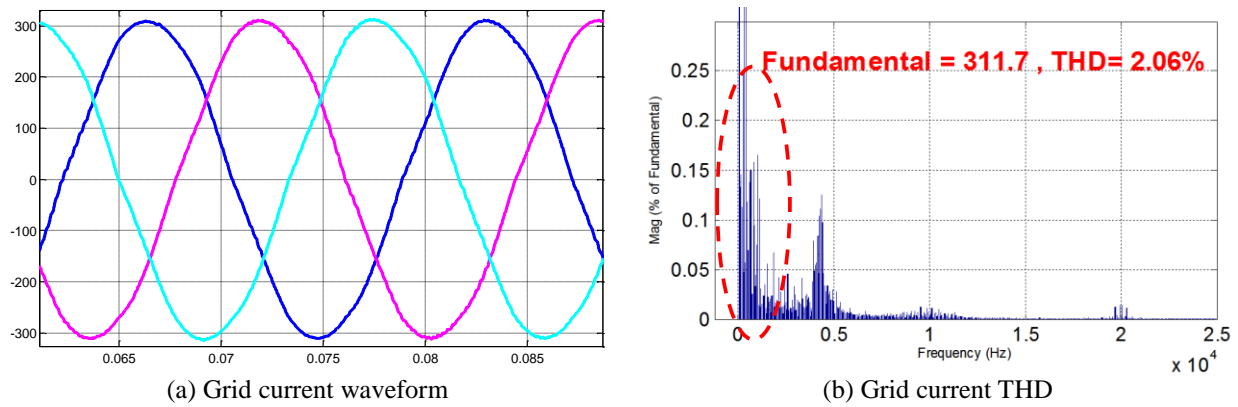 300
200
100
0
-100
-200
-300
0.065 0.07 0.075 0.08 0.085
(a) Grid current waveform
Fundamental = 311.7 , THD= 2.06%
Mag (% of Fundamental)
0.25
0.2
0.15
0.1
0.05
0
0 0.5 1 1.5 2 2.5
Frequency (Hz)
x 10^4
(b) Grid current THD